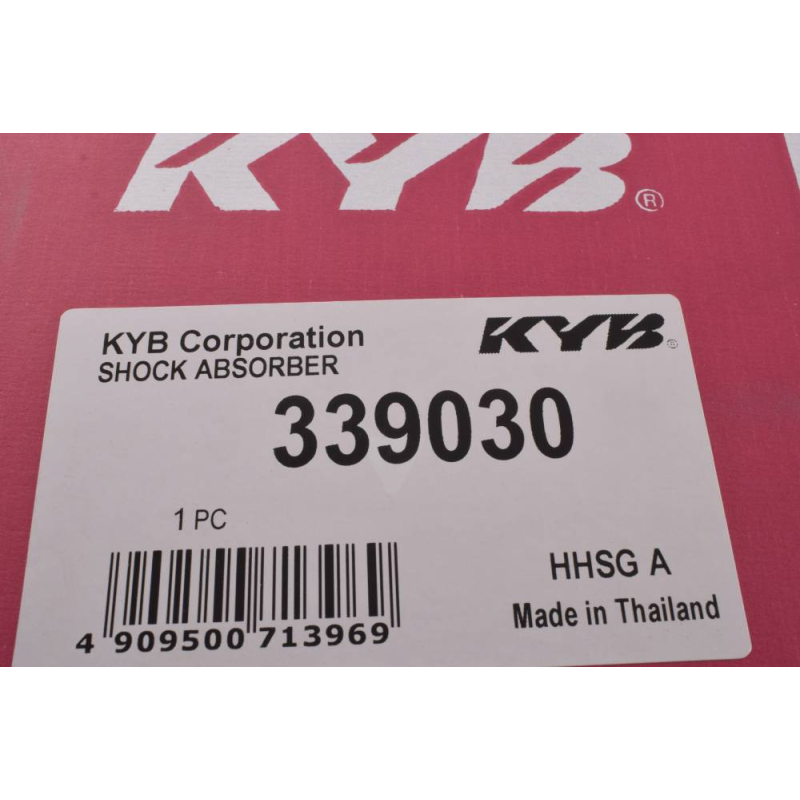 KYB®
KYB Corporation
KYB®
SHOCK ABSORBER
339030
1 PC
HHSG A
Made in Thailand
4 909500 713969